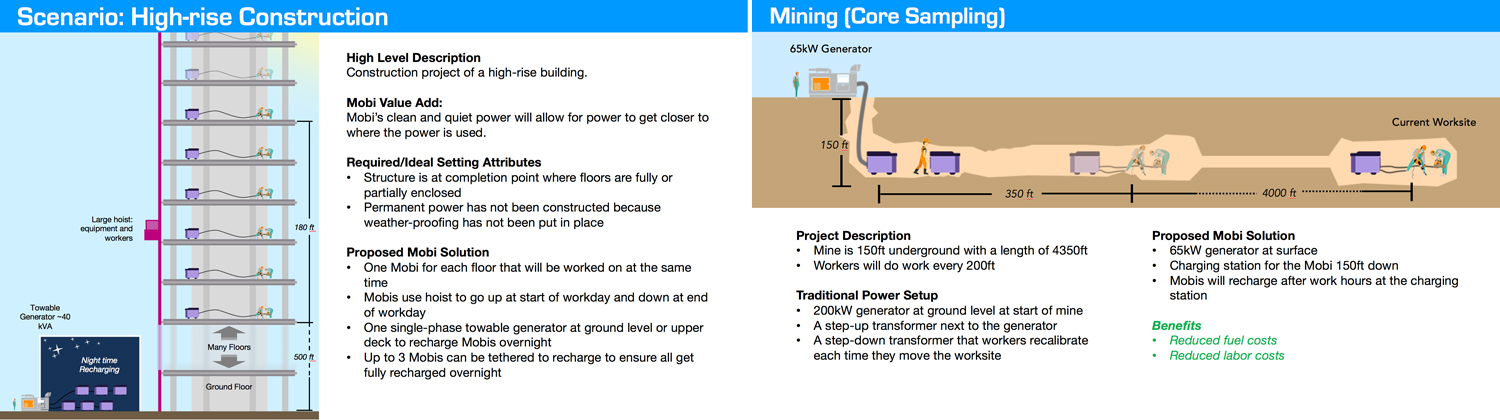 Scenario: High-rise Construction
Large hoist:
equipment and
workers
180 ft
Towable
Generator ~40
kVA
Night time
Recharging
Many Floors
500 ft
Ground Floor
High Level Description
Construction project of a high-rise building.
Mobi Value Add:
Mobi's clean and quiet power will allow for power to get closer to
where the power is used.
Required/Ideal Setting Attributes
• Structure is at completion point where floors are fully or
partially enclosed
• Permanent power has not been constructed because
weather-proofing has not been put in place
Proposed Mobi Solution
• One Mobi for each floor that will be worked on at the same
time
• Mobis use hoist to go up at start of workday and down at end
of workday
• One single-phase towable generator at ground level or upper
deck to recharge Mobis overnight
• Up to 3 Mobis can be tethered to recharge to ensure all get
fully recharged overnight
Mining (Core Sampling)
65kW Generator
Current Worksite
150 ft
350 ft
4000 ft
Project Description
• Mine is 150ft underground with a length of 4350ft
• Workers will do work every 200ft
Traditional Power Setup
• 200kW generator at ground level at start of mine
• A step-up transformer next to the generator
• A step-down transformer that workers recalibrate
each time they move the worksite
Proposed Mobi Solution
• 65kW generator at surface
• Charging station for the Mobi 150ft down
• Mobis will recharge after work hours at the charging
station
Benefits
• Reduced fuel costs
• Reduced labor costs